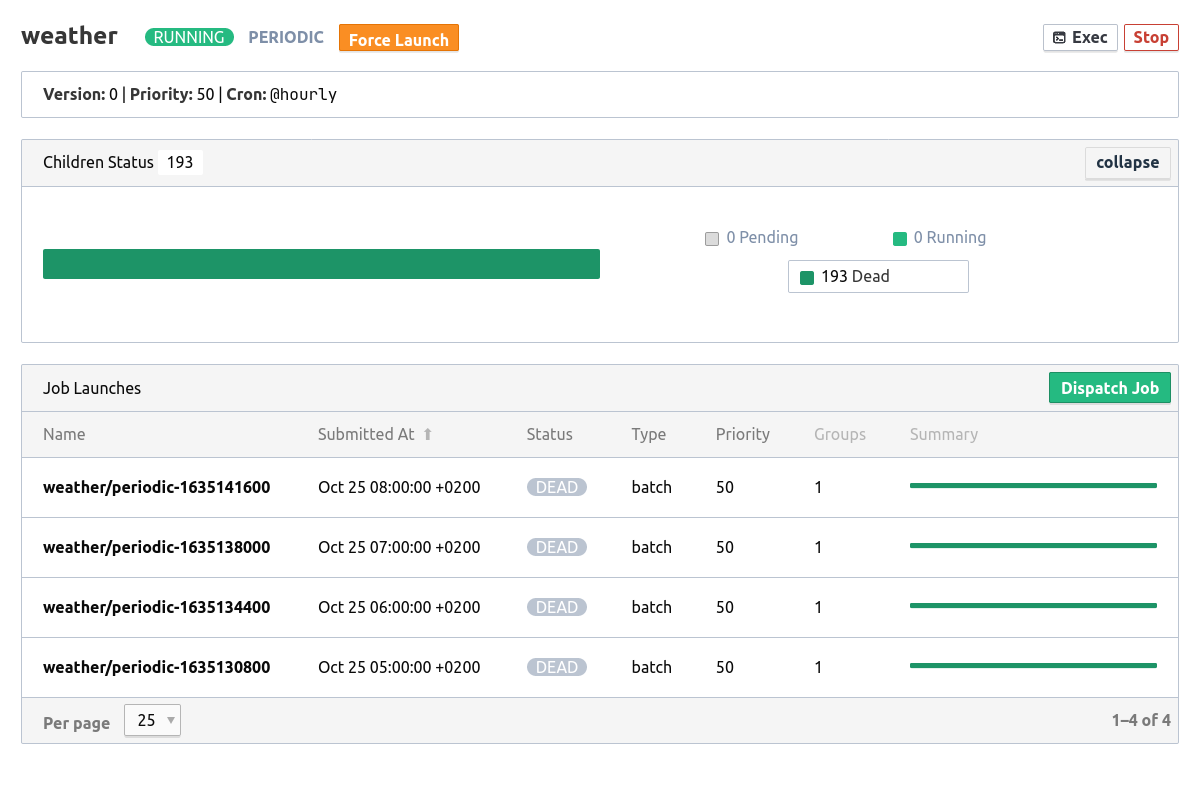 weather RUNNING PERIODIC Force Launch Exec Stop
Version: 0 | Priority: 50 | Cron: @hourly
Children Status 193 collapse
0 Pending 0 Running
193 Dead
Job Launches Dispatch Job
Name Submitted At ⬆ Status Type Priority Groups Summary
weather/periodic-1635141600 Oct 25 08:00:00 +0200 DEAD batch 50 1
weather/periodic-1635138000 Oct 25 07:00:00 +0200 DEAD batch 50 1
weather/periodic-1635134400 Oct 25 06:00:00 +0200 DEAD batch 50 1
weather/periodic-1635130800 Oct 25 05:00:00 +0200 DEAD batch 50 1
Per page 25 1–4 of 4